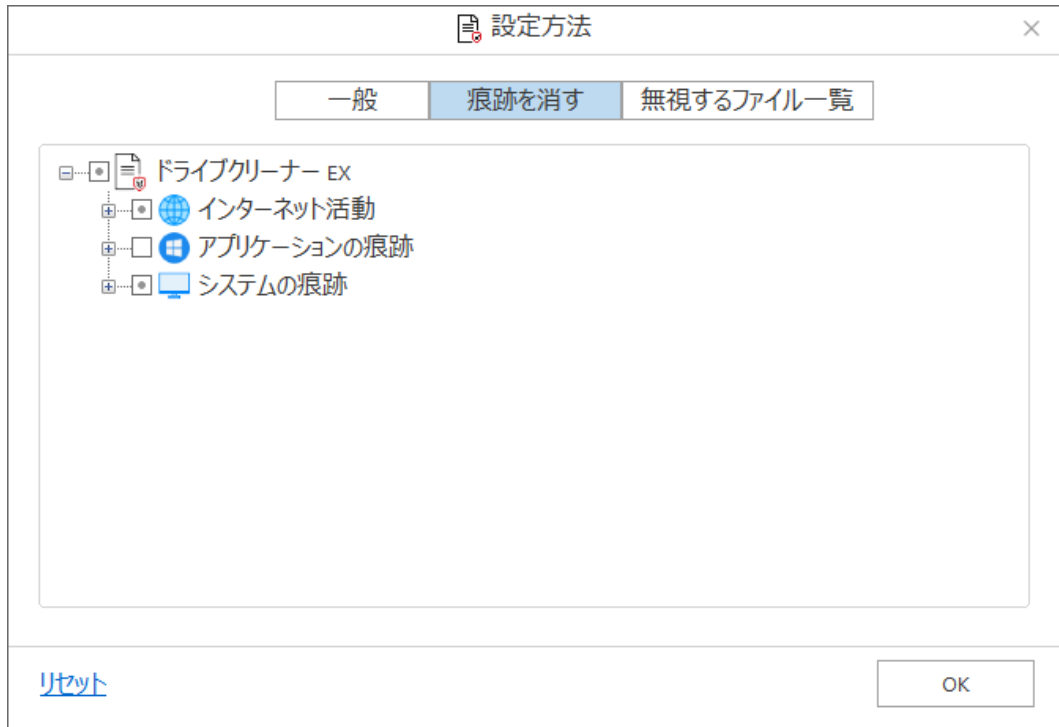 設定方法
一般 痕跡を消す 無視するファイル一覧
ドライブクリーナー EX
インターネット活動
アプリケーションの痕跡
システムの痕跡
リセット OK